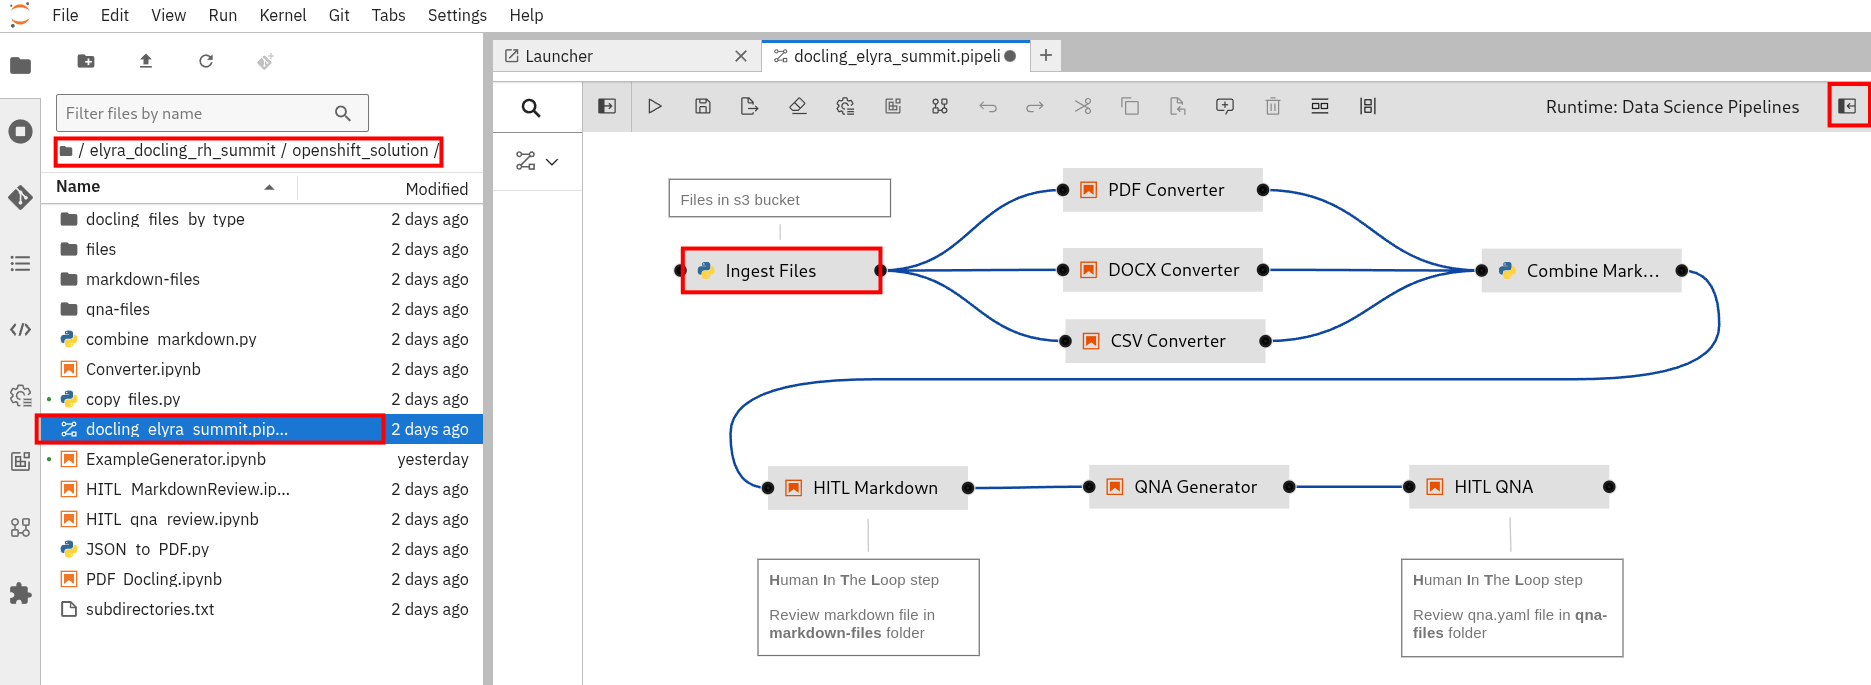 File Edit View Run Kernel Git Tabs Settings Help
Filter files by name
/ elyra_docling_rh_summit / openshift_solution /
Name Modified
docling_files_by_type 2 days ago
files 2 days ago
markdown-files 2 days ago
qna-files 2 days ago
combine_markdown.py 2 days ago
Converter.ipynb 2 days ago
copy_files.py 2 days ago
docling_elyra_summit.pip... 2 days ago
ExampleGenerator.ipynb yesterday
HITL_MarkdownReview.ip... 2 days ago
HITL_qna_review.ipynb 2 days ago
JSON_to_PDF.py 2 days ago
PDF_Docling.ipynb 2 days ago
subdirectories.txt 2 days ago
Launcher
docling_elyra_summit.pipeli
Runtime: Data Science Pipelines
Files in s3 bucket
Ingest Files
PDF Converter
DOCX Converter
CSV Converter
Combine Mark...
HITL Markdown
QNA Generator
HITL QNA
Human In The Loop step
Review markdown file in
markdown-files folder
Human In The Loop step
Review qna.yaml file in qna-
files folder